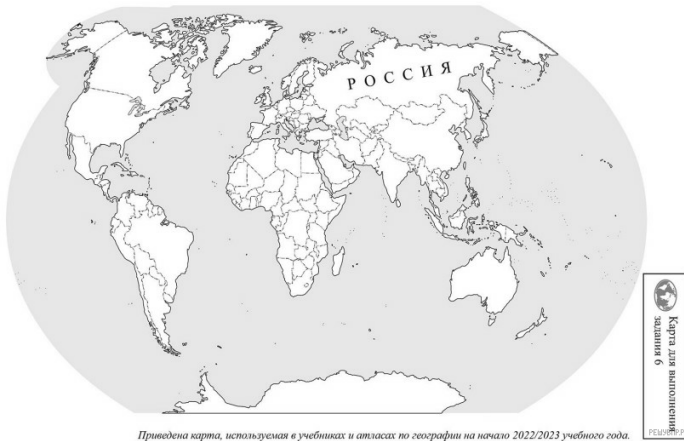 РОССИЯ
Карта для выполнения
задания 6
Приведена карта, используемая в учебниках и атласах по географии на начало 2022/2023 учебного года.